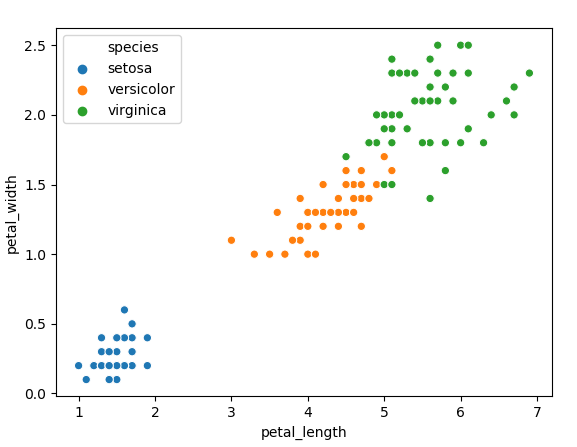 species
setosa
versicolor
virginica
2.5
2.0
1.5
1.0
0.5
0.0
petal_width
1 2 3 4 5 6 7
petal_length